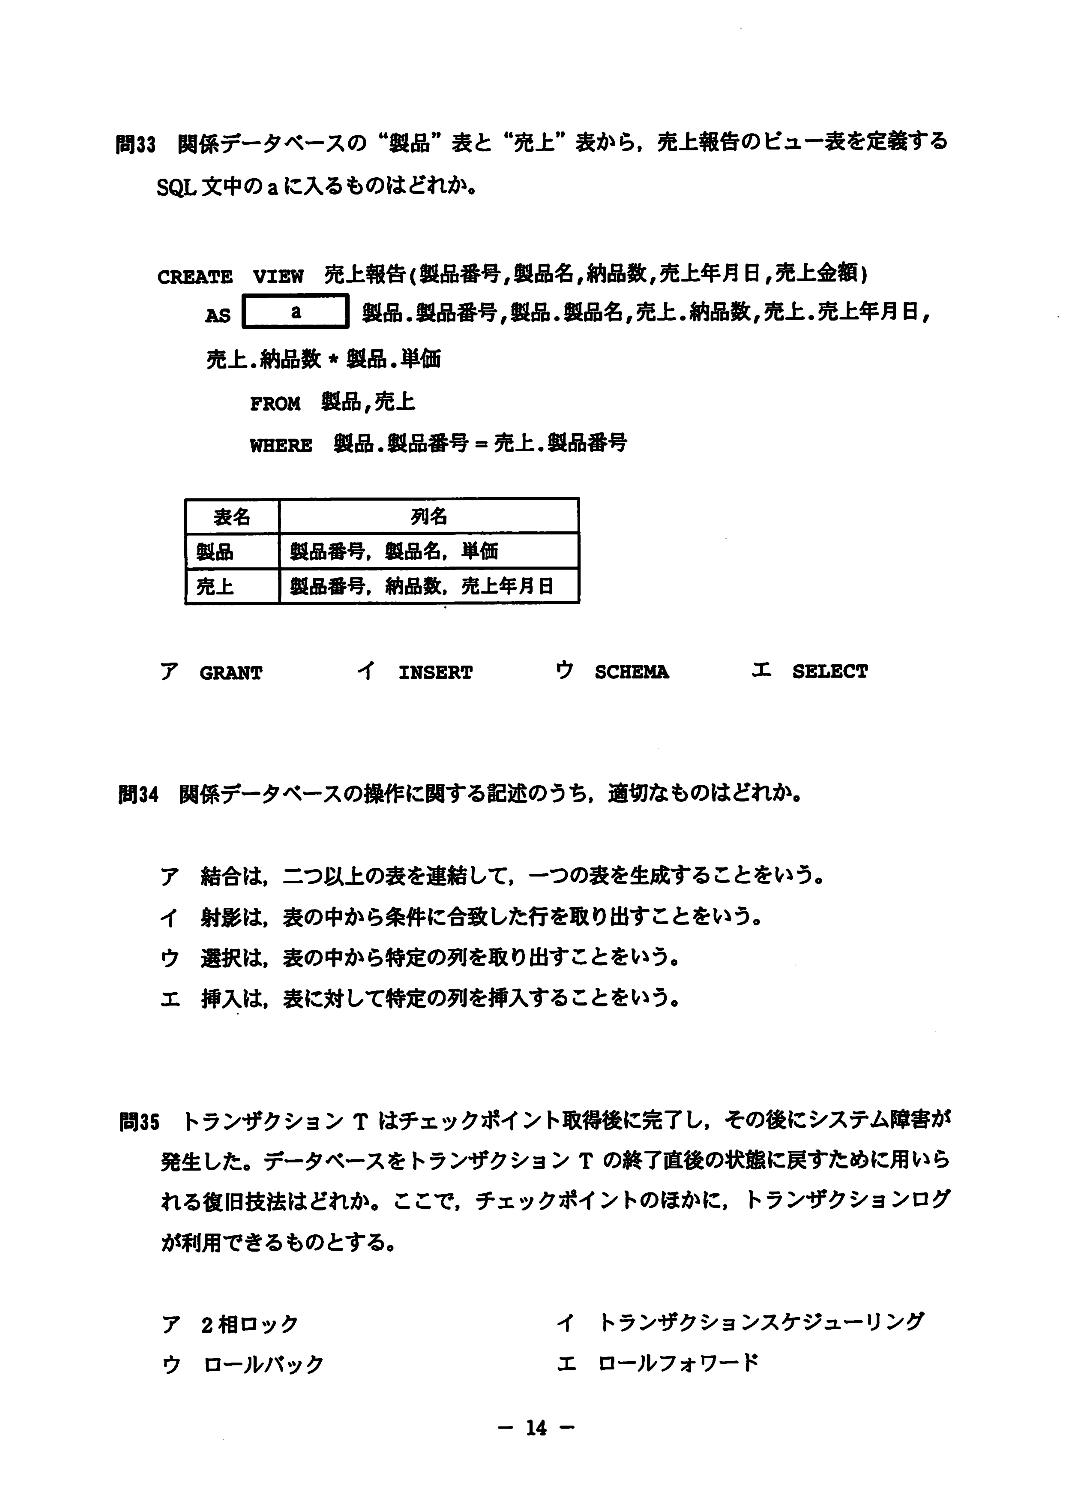 問33 関係データベースの“製品”表と“売上”表から，売上報告のビュー表を定義する
SQL 文中の a に入るものはどれか。
CREATE VIEW 売上報告(製品番号,製品名,納品数,売上年月日,売上金額)
AS a 製品.製品番号,製品.製品名,売上.納品数,売上.売上年月日,
売上.納品数 * 製品.単価
FROM 製品,売上
WHERE 製品.製品番号 = 売上.製品番号
表名 列名
製品 製品番号，製品名，単価
売上 製品番号，納品数，売上年月日
ア GRANT イ INSERT ウ SCHEMA エ SELECT
問34 関係データベースの操作に関する記述のうち，適切なものはどれか。
ア 結合は，二つ以上の表を連結して，一つの表を生成することをいう。
イ 射影は，表の中から条件に合致した行を取り出すことをいう。
ウ 選択は，表の中から特定の列を取り出すことをいう。
エ 挿入は，表に対して特定の列を挿入することをいう。
問35 トランザクション T はチェックポイント取得後に完了し，その後にシステム障害が
発生した。データベースをトランザクション T の終了直後の状態に戻すために用いら
れる復旧技法はどれか。ここで，チェックポイントのほかに，トランザクションログ
が利用できるものとする。
ア 2相ロック イ トランザクションスケジューリング
ウ ロールバック エ ロールフォワード
－ 14 －